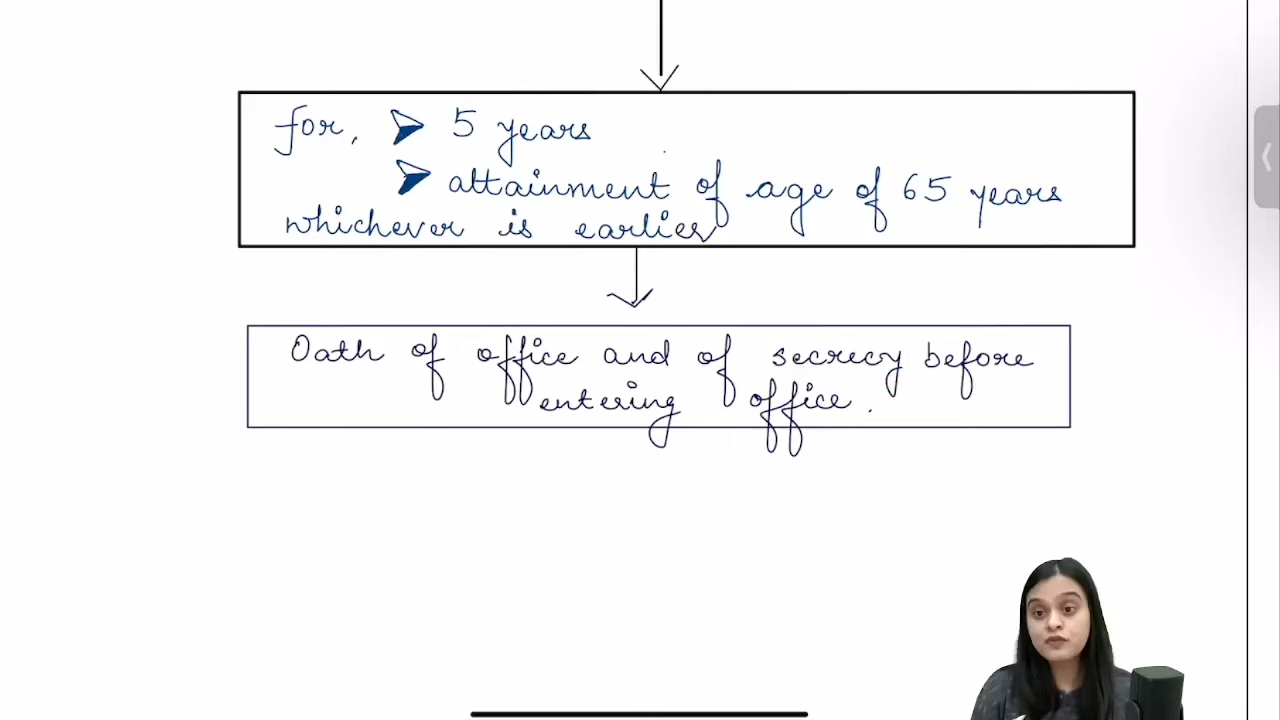 for, ➤ 5 years
➤ attainment of age of 65 years
whichever is earlier
Oath of office and of secrecy before
entering office.